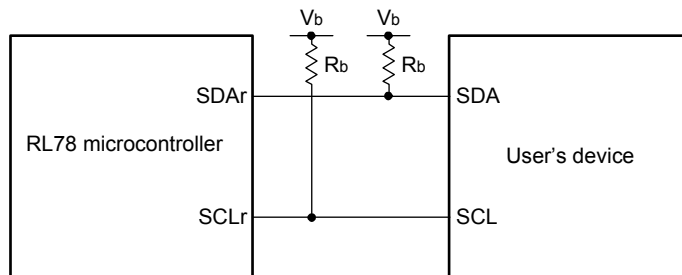 Vb Vb
Rb Rb
SDAr SDA
RL78 microcontroller User's device
SCLr SCL